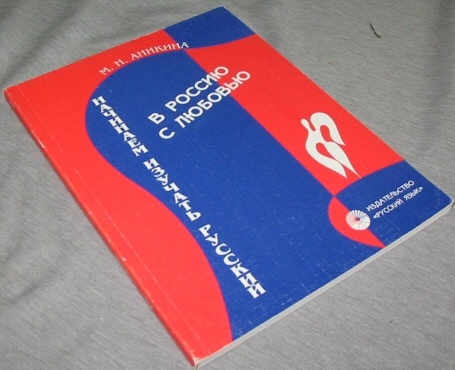 М. Н. АНИКИНА
В РОССИЮ
С ЛЮБОВЬЮ
НАЧИНАЕМ ИЗУЧАТЬ РУССКИЙ
ИЗДАТЕЛЬСТВО
«РУССКИЙ ЯЗЫК»